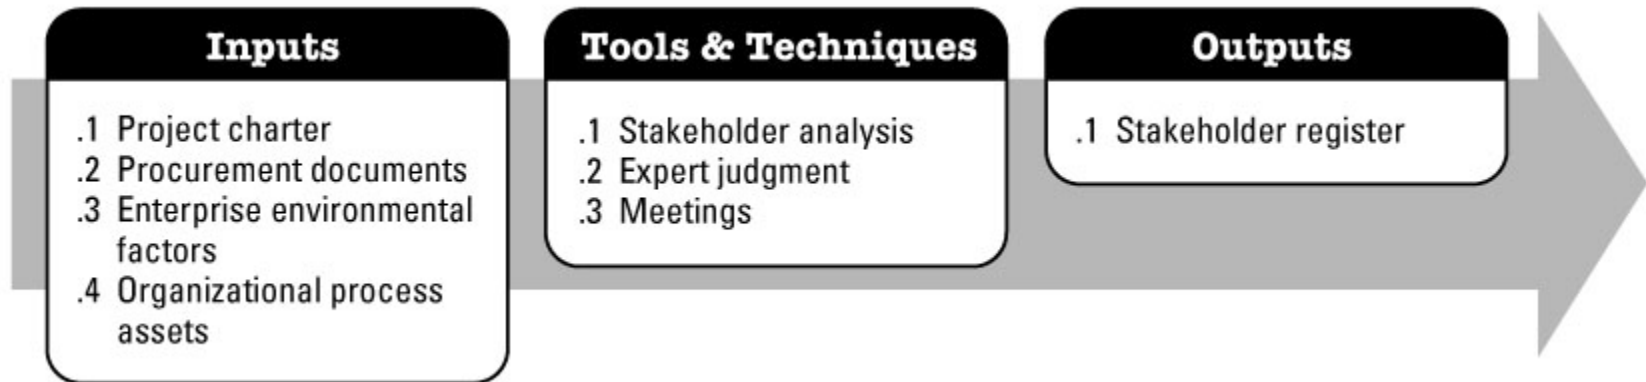 Inputs
.1 Project charter
.2 Procurement documents
.3 Enterprise environmental
factors
.4 Organizational process
assets
Tools & Techniques
.1 Stakeholder analysis
.2 Expert judgment
.3 Meetings
Outputs
.1 Stakeholder register